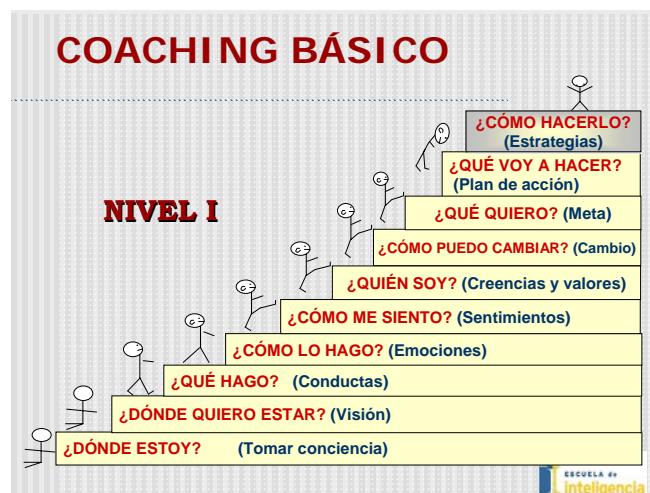 COACHING BÁSICO
¿CÓMO HACERLO?
(Estrategias)
¿QUÉ VOY A HACER?
(Plan de acción)
NIVEL I
¿QUÉ QUIERO? (Meta)
¿CÓMO PUEDO CAMBIAR? (Cambio)
¿QUIÉN SOY? (Creencias y valores)
¿CÓMO ME SIENTO? (Sentimientos)
¿CÓMO LO HAGO? (Emociones)
¿QUÉ HAGO? (Conductas)
¿DÓNDE QUIERO ESTAR? (Visión)
¿DÓNDE ESTOY? (Tomar conciencia)
ESCUELA de
inteligencia